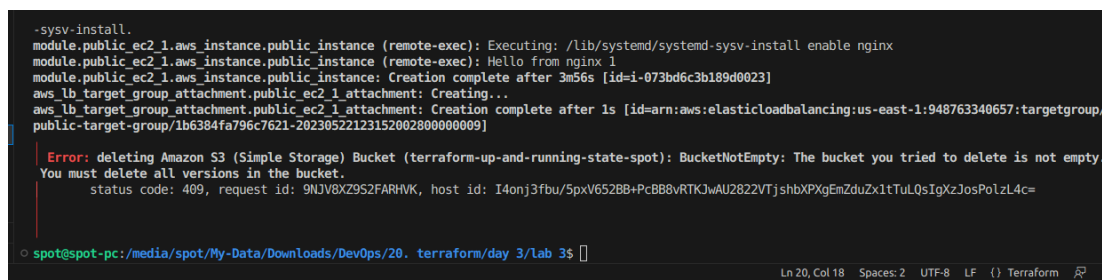 -sysv-install.
module.public_ec2_1.aws_instance.public_instance (remote-exec): Executing: /lib/systemd/systemd-sysv-install enable nginx
module.public_ec2_1.aws_instance.public_instance (remote-exec): Hello from nginx 1
module.public_ec2_1.aws_instance.public_instance: Creation complete after 3m56s [id=i-073bd6c3b189d0023]
aws_lb_target_group_attachment.public_ec2_1_attachment: Creating...
aws_lb_target_group_attachment.public_ec2_1_attachment: Creation complete after 1s [id=arn:aws:elasticloadbalancing:us-east-1:948763340657:targetgroup/
public-target-group/1b6384fa796c7621-20230522123152002800000009]
Error: deleting Amazon S3 (Simple Storage) Bucket (terraform-up-and-running-state-spot): BucketNotEmpty: The bucket you tried to delete is not empty.
You must delete all versions in the bucket.
status code: 409, request id: 9NJV8XZ9S2FARHVK, host id: I4onj3fbu/5pxV652BB+PcBB8vRTKJwAU2822VTjshbXPXgEmZduZx1tTuLQsIgXzJosPolzL4c=
spot@spot-pc:/media/spot/My-Data/Downloads/DevOps/20. terraform/day 3/lab 3$
Ln 20, Col 18 Spaces: 2 UTF-8 LF {} Terraform